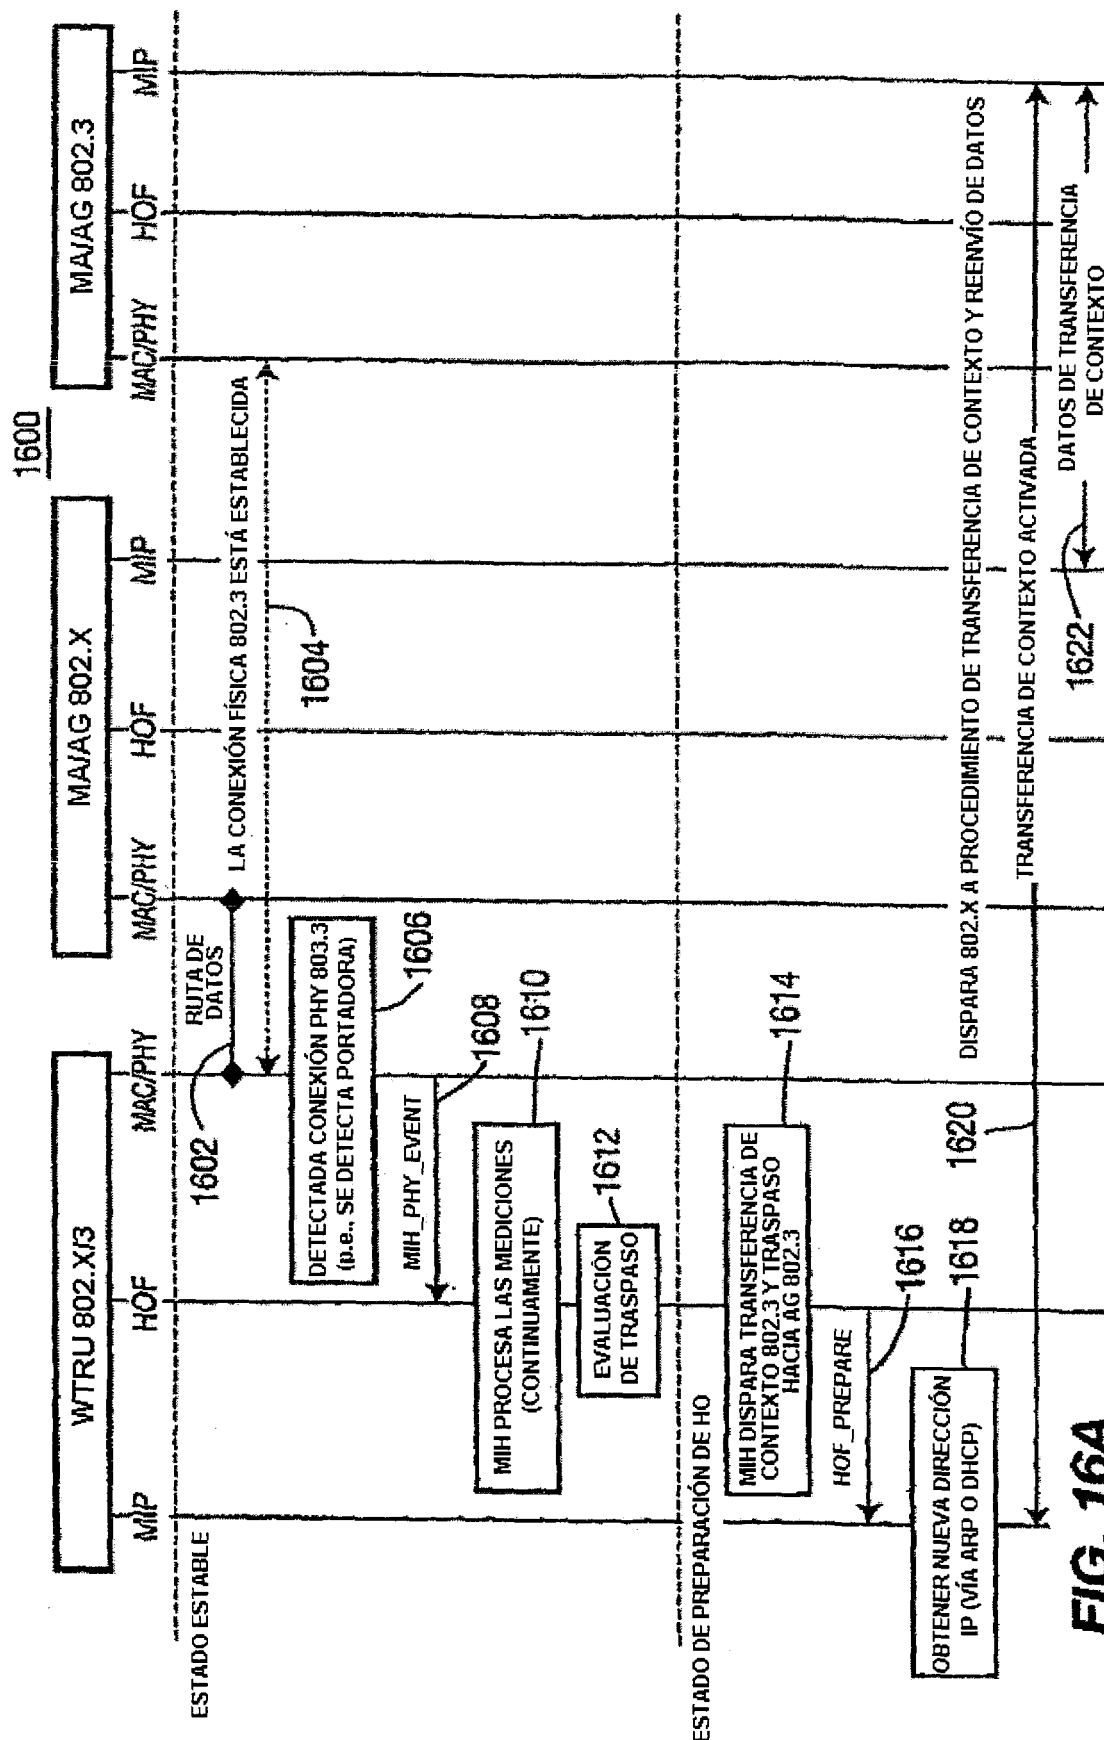 1600
WTRU 802.X/3
MA/AG 802.X
MA/AG 802.3
MIP
HOF
MAC/PHY
MAC/PHY
HOF
MIP
MAC/PHY
HOF
MIP
ESTADO ESTABLE
RUTA DE
DATOS
1602
LA CONEXIÓN FÍSICA 802.3 ESTÁ ESTABLECIDA
1604
DETECTADA CONEXIÓN PHY 803.3
(p.e., SE DETECTA PORTADORA)
1606
MIH_PHY_EVENT
1608
MIH PROCESA LAS MEDICIONES
(CONTINUAMENTE)
1610
EVALUACIÓN
DE TRASPASO
1612
ESTADO DE PREPARACIÓN DE HO
MIH DISPARA TRANSFERENCIA DE
CONTEXTO 802.3 Y TRASPASO
HACIA AG 802.3
1614
HOF_PREPARE
1616
OBTENER NUEVA DIRECCIÓN
IP (VÍA ARP O DHCP)
1618
DISPARA 802.X A PROCEDIMIENTO DE TRANSFERENCIA DE CONTEXTO Y REENVÍO DE DATOS
1620
TRANSFERENCIA DE CONTEXTO ACTIVADA
1622
DATOS DE TRANSFERENCIA
DE CONTEXTO
FIG. 16A